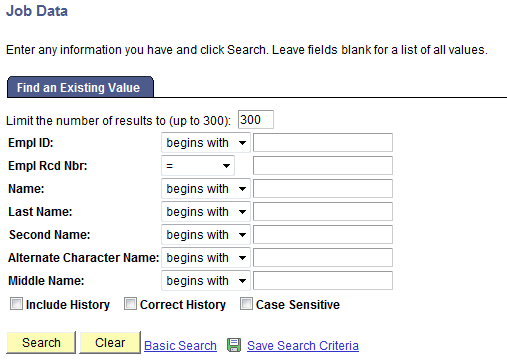 Job Data
Enter any information you have and click Search. Leave fields blank for a list of all values.
Find an Existing Value
Limit the number of results to (up to 300): 300
Empl ID: begins with
Empl Rcd Nbr: =
Name: begins with
Last Name: begins with
Second Name: begins with
Alternate Character Name: begins with
Middle Name: begins with
Include History Correct History Case Sensitive
Search Clear Basic Search Save Search Criteria